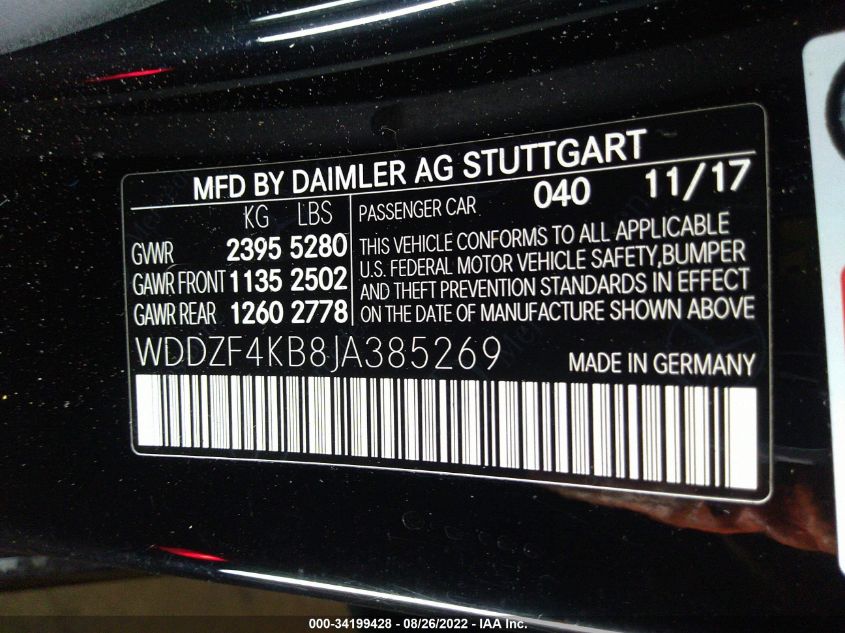 MFD BY DAIMLER AG STUTTGART
KG LBS
GVWR 2395 5280
GAWR FRONT 1135 2502
GAWR REAR 1260 2778
PASSENGER CAR 040 11/17
THIS VEHICLE CONFORMS TO ALL APPLICABLE
U.S. FEDERAL MOTOR VEHICLE SAFETY,BUMPER
AND THEFT PREVENTION STANDARDS IN EFFECT
ON THE DATE OF MANUFACTURE SHOWN ABOVE
WDDZF4KB8JA385269 MADE IN GERMANY
000-34199428 - 08/26/2022 - IAA Inc.